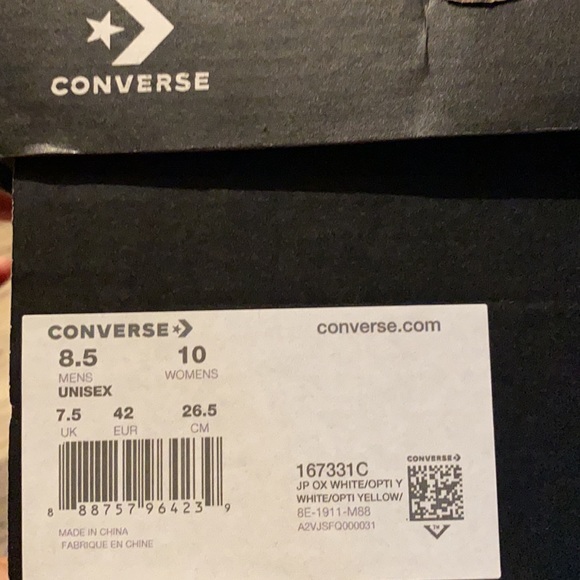 CONVERSE
CONVERSE
converse.com
8.5 10
MENS WOMENS
UNISEX
7.5 42 26.5
UK EUR CM
8 88757 96423 9
MADE IN CHINA
FABRIQUE EN CHINE
CONVERSE
167331C
JP OX WHITE/OPTI Y
WHITE/OPTI YELLOW/
8E-1911-M88
A2VJSFQ000031